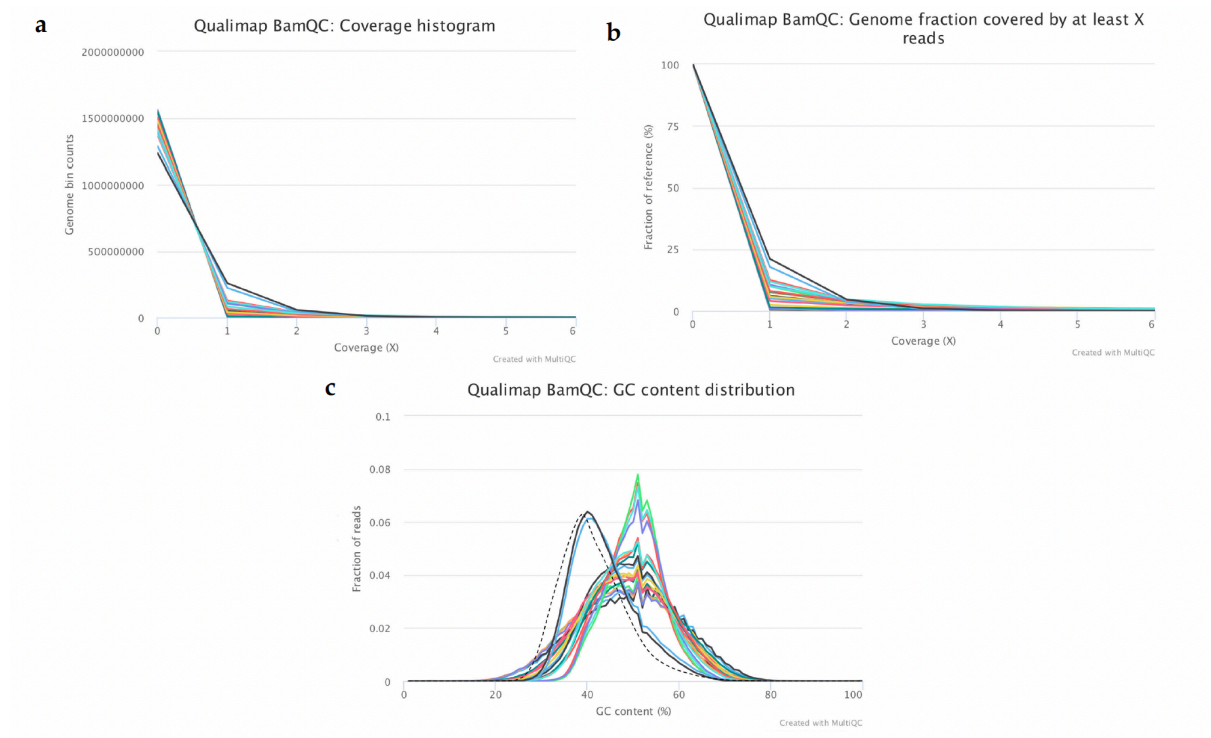 a
Qualimap BamQC: Coverage histogram
2000000000
1500000000
1000000000
500000000
0
Genome bin counts
0 1 2 3 4 5 6
Coverage (X)
Created with MultiQC
b
Qualimap BamQC: Genome fraction covered by at least X
reads
100
75
50
25
0
Fraction of reference (%)
0 1 2 3 4 5 6
Coverage (X)
Created with MultiQC
c
Qualimap BamQC: GC content distribution
0.1
0.08
0.06
0.04
0.02
0
Fraction of reads
0 20 40 60 80 100
GC content (%)
Created with MultiQC